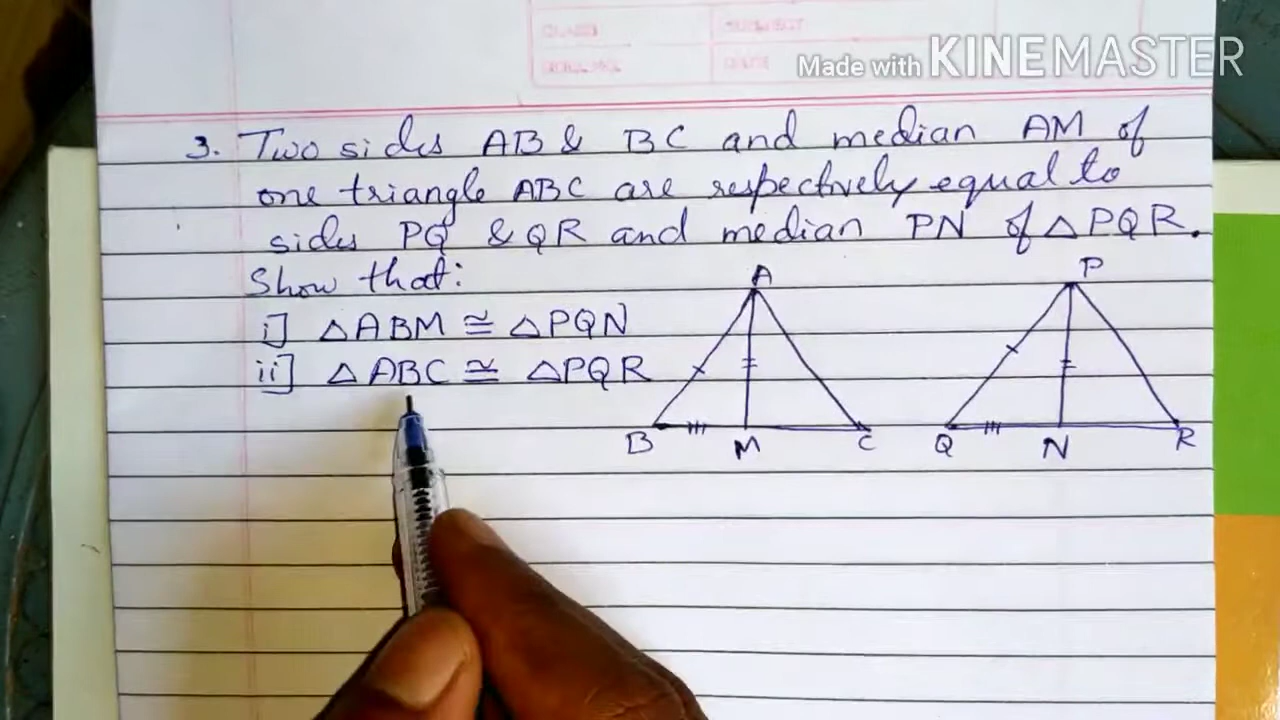 Made with KINEMASTER
3. Two sides AB & BC and median AM of
one triangle ABC are respectively equal to
sides PQ & QR and median PN of △PQR.
Show that:
i] △ABM ≅ △PQN
ii] △ABC ≅ △PQR
A
P
B M C Q N R